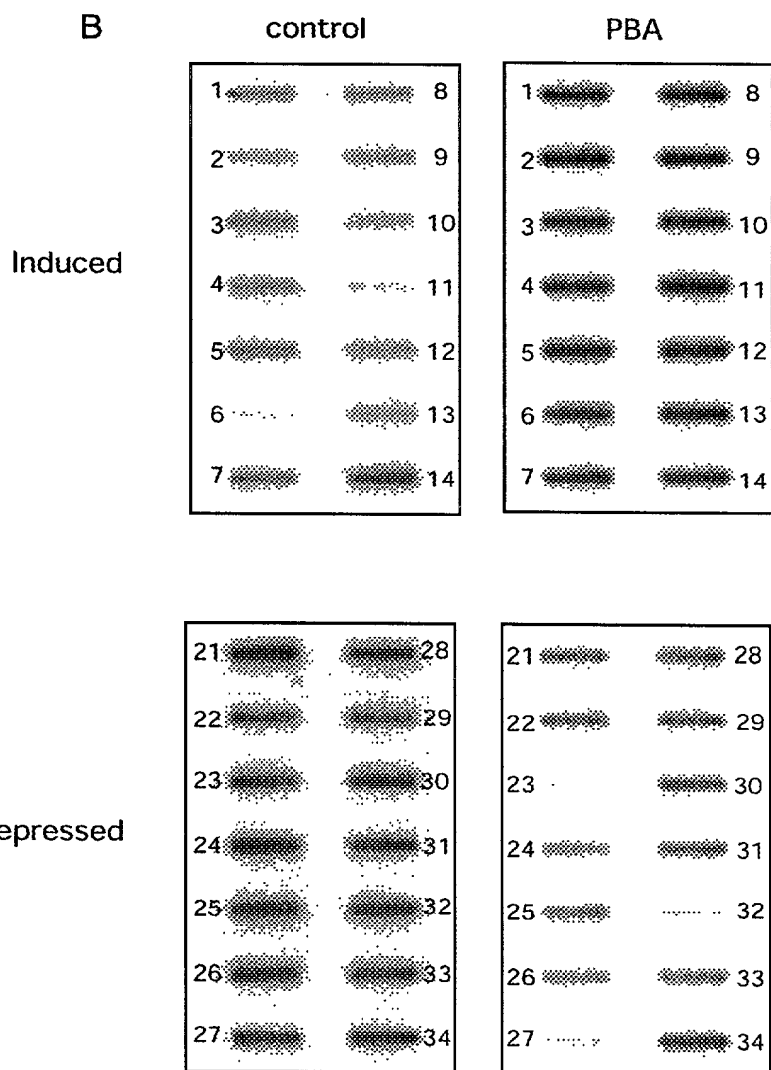 B control PBA
1 8 1 8
2 9 2 9
3 10 3 10
Induced
4 11 4 11
5 12 5 12
6 13 6 13
7 14 7 14
21 28 21 28
22 29 22 29
23 30 23 30
epressed
24 31 24 31
25 32 25 32
26 33 26 33
27 34 27 34